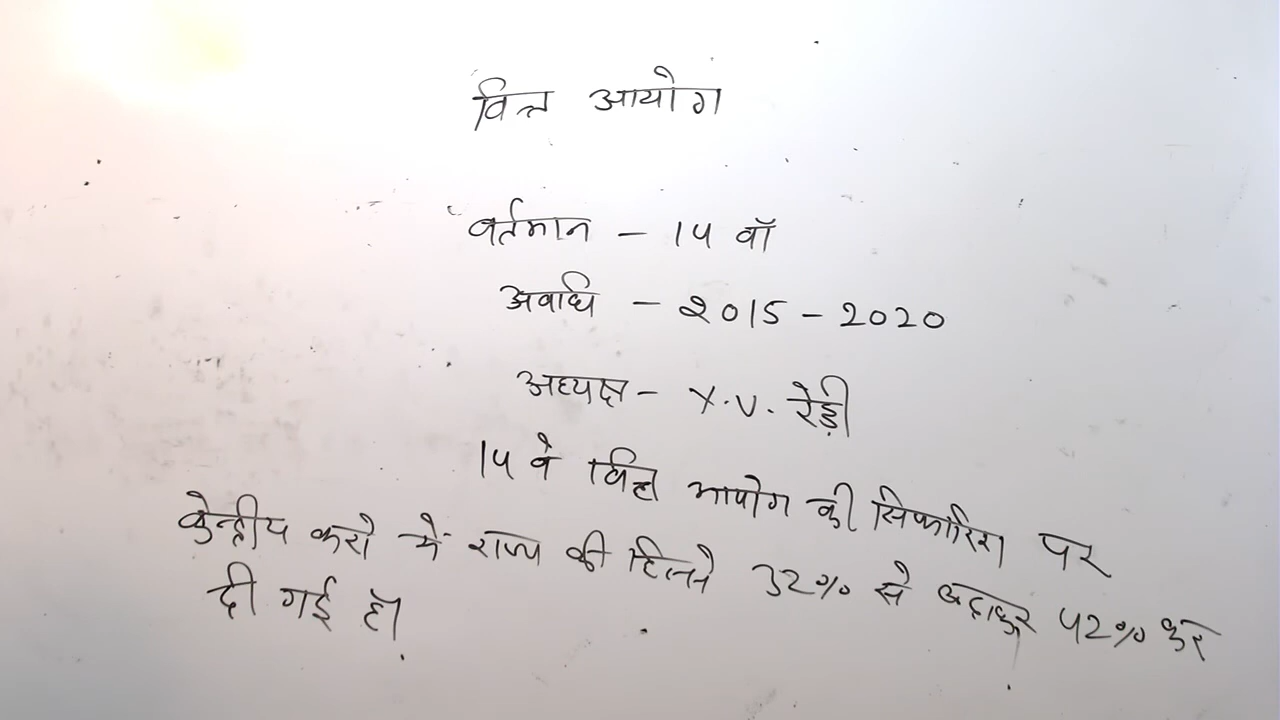 वित्त आयोग
वर्तमान - 14 वॉ
अवधि - 2015 - 2020
अध्यक्ष - Y.V. रेड्डी
14 वे वित्त आयोग की सिफारिश पर
केन्द्रीय करो मे राज्य की 32% से बढ़ाकर 42% कर
दी गई है।